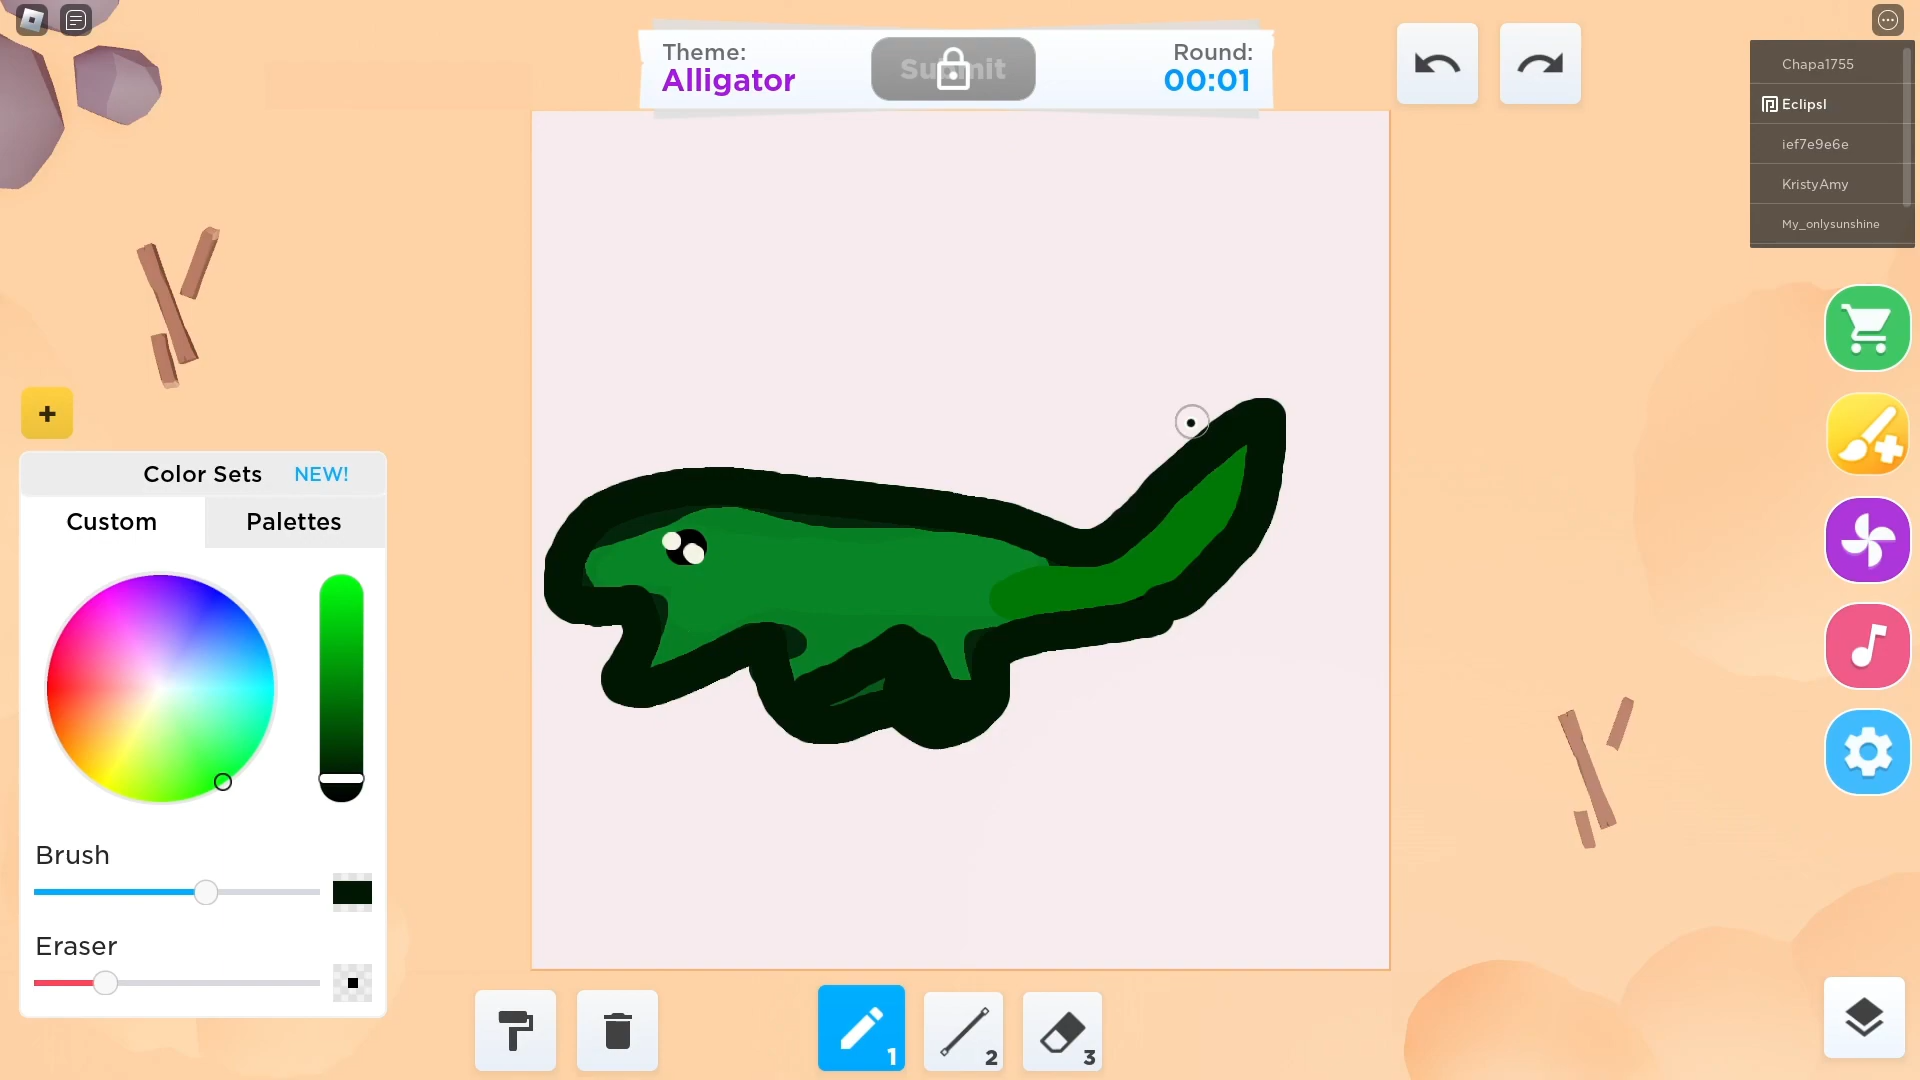 Theme:
Alligator
Submit
Round:
00:01
Chapa1755
Eclipsl
ief7e9e6e
KristyAmy
My_onlysunshine
+
Color Sets NEW!
Custom Palettes
Brush
Eraser
1
2
3